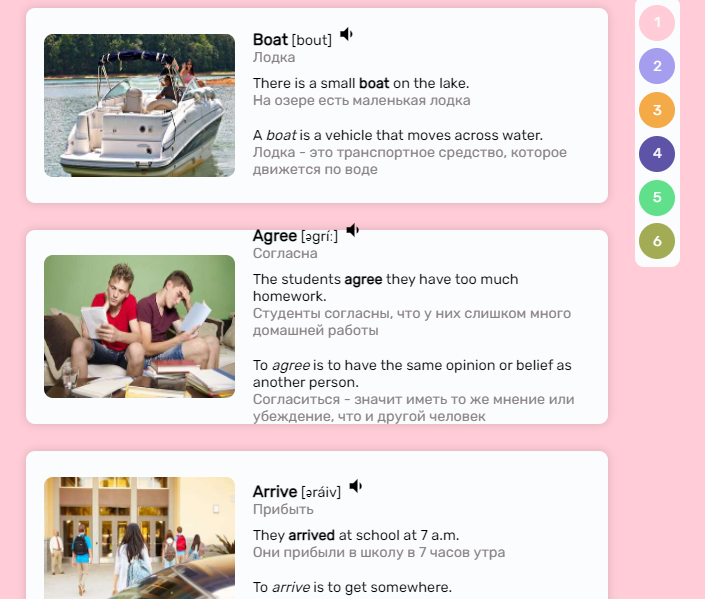 Boat [bout]
Лодка
There is a small boat on the lake.
На озере есть маленькая лодка
A boat is a vehicle that moves across water.
Лодка - это транспортное средство, которое
движется по воде
Agree [əgríː]
Согласна
The students agree they have too much
homework.
Студенты согласны, что у них слишком много
домашней работы
To agree is to have the same opinion or belief as
another person.
Согласиться - значит иметь то же мнение или
убеждение, что и другой человек
Arrive [əráiv]
Прибыть
They arrived at school at 7 a.m.
Они прибыли в школу в 7 часов утра
To arrive is to get somewhere.
1
2
3
4
5
6